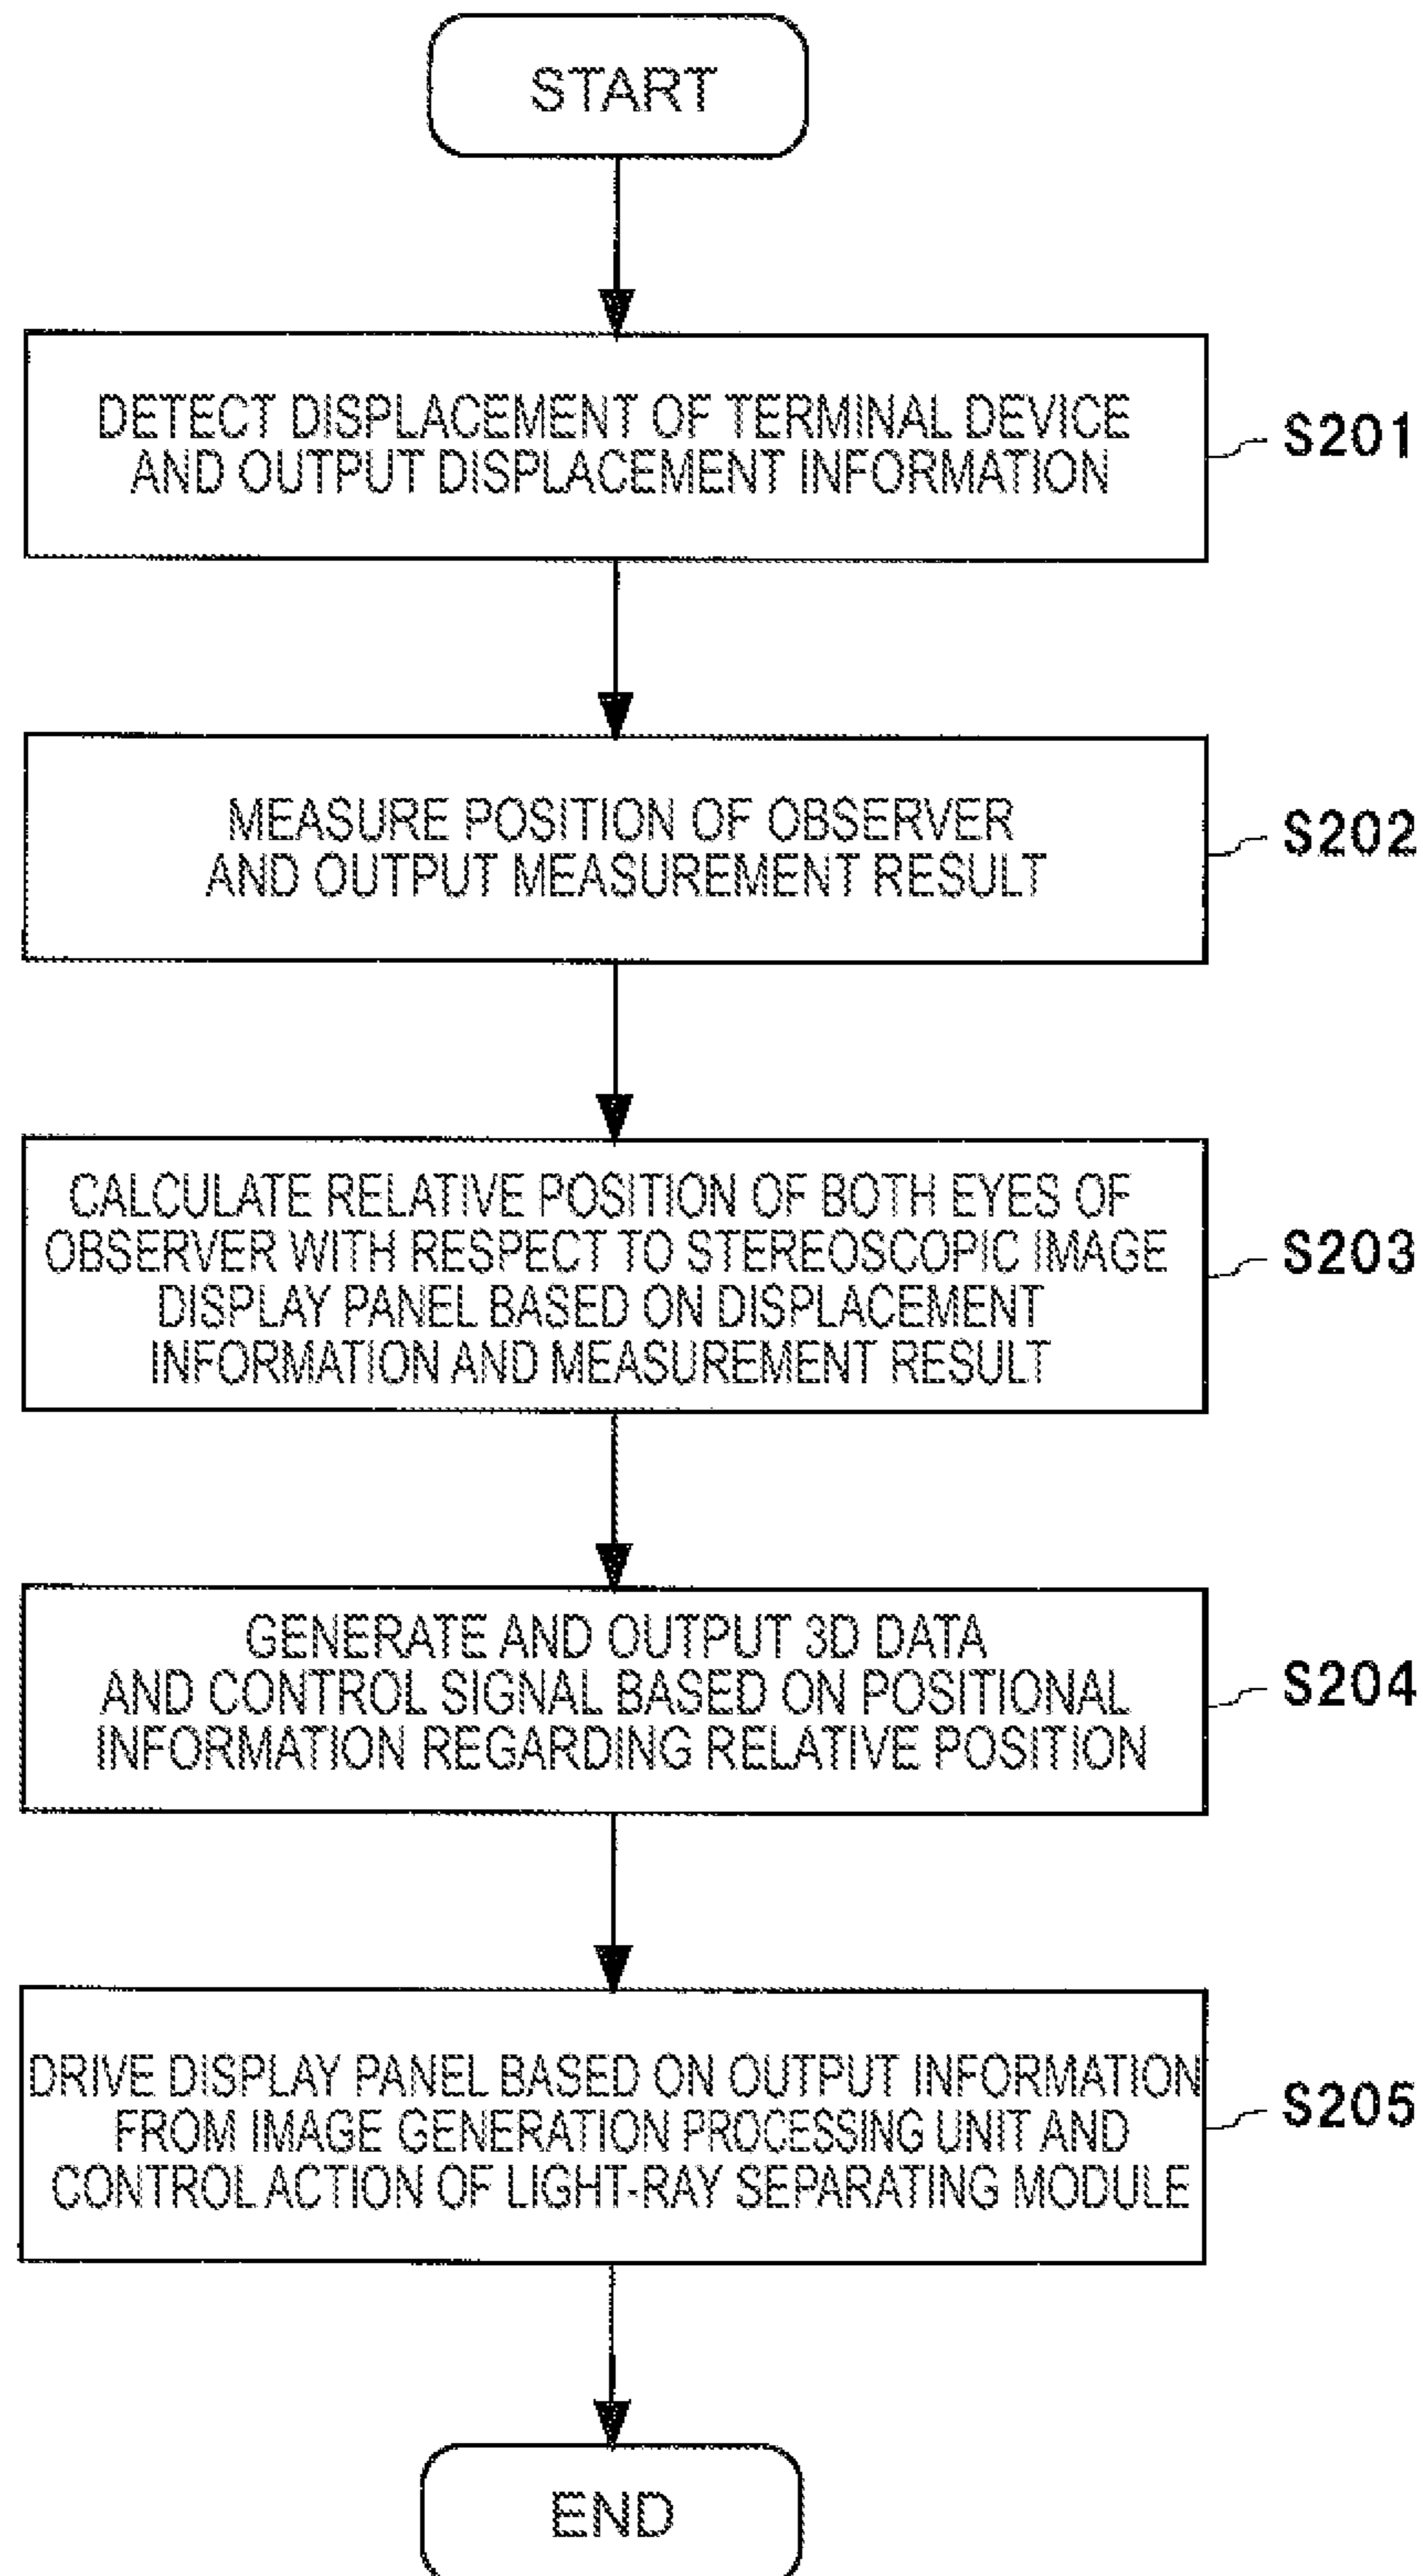 START
DETECT DISPLACEMENT OF TERMINAL DEVICE
AND OUTPUT DISPLACEMENT INFORMATION
S201
MEASURE POSITION OF OBSERVER
AND OUTPUT MEASUREMENT RESULT
S202
CALCULATE RELATIVE POSITION OF BOTH EYES OF
OBSERVER WITH RESPECT TO STEREOSCOPIC IMAGE
DISPLAY PANEL BASED ON DISPLACEMENT
INFORMATION AND MEASUREMENT RESULT
S203
GENERATE AND OUTPUT 3D DATA
AND CONTROL SIGNAL BASED ON POSITIONAL
INFORMATION REGARDING RELATIVE POSITION
S204
DRIVE DISPLAY PANEL BASED ON OUTPUT INFORMATION
FROM IMAGE GENERATION PROCESSING UNIT AND
CONTROL ACTION OF LIGHT-RAY SEPARATING MODULE
S205
END